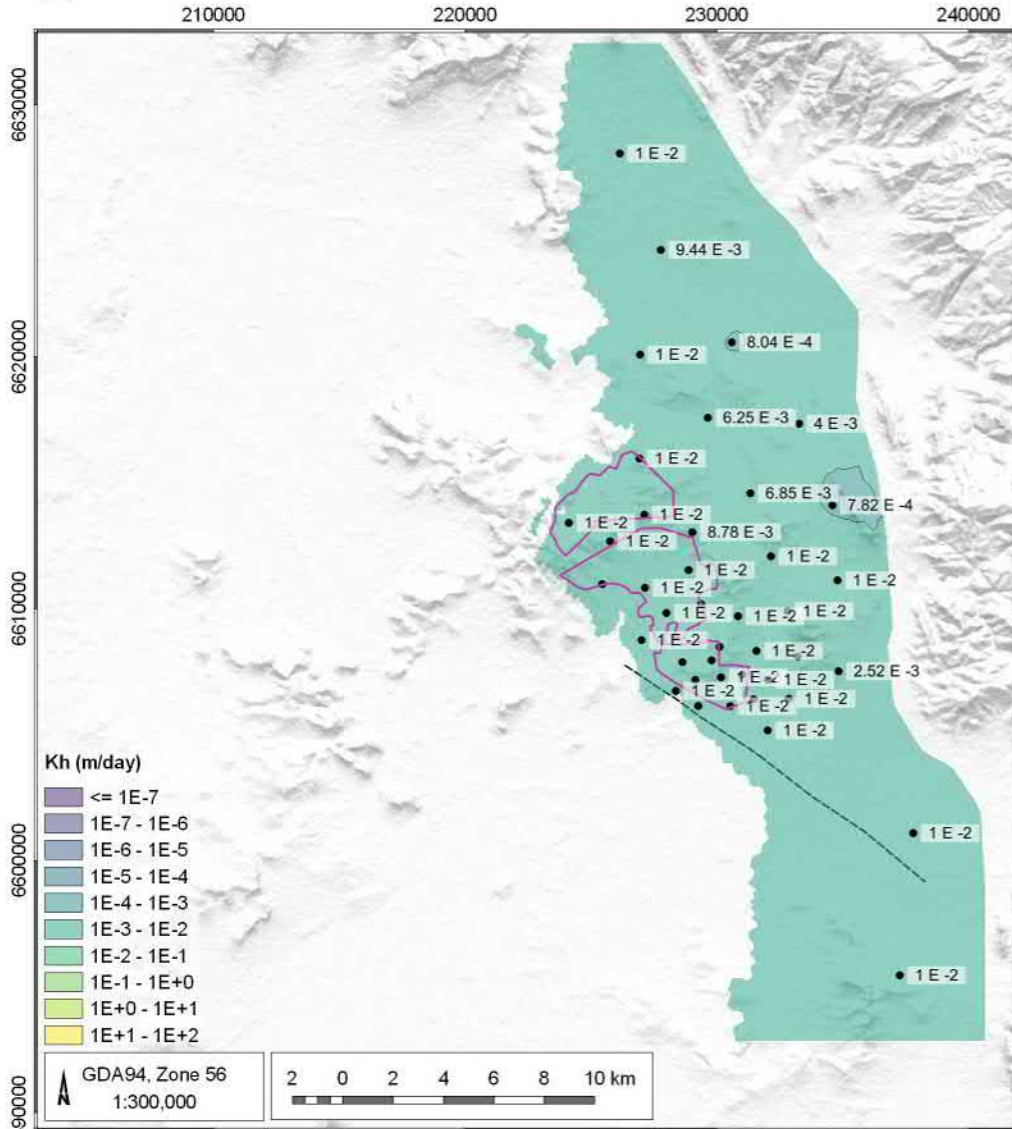 210000 220000 230000 240000
6630000
1 E -2
9.44 E -3
8.04 E -4
6620000
1 E -2
6.25 E -3
4 E -3
1 E -2
6.85 E -3
7.82 E -4
1 E -2
1 E -2
8.78 E -3
1 E -2
1 E -2
1 E -2
1 E -2
1 E -2
6610000
1 E -2
1 E -2
1 E -2
1 E -2
2.52 E -3
1 E -2
1 E -2
1 E -2
1 E -2
1 E -2
1 E -2
Kh (m/day)
<= 1E-7
1E-7 - 1E-6
1E-6 - 1E-5
1E-5 - 1E-4
1E-4 - 1E-3
1E-3 - 1E-2
1E-2 - 1E-1
1E-1 - 1E+0
1E+0 - 1E+1
1E+1 - 1E+2
6600000
1 E -2
1 E -2
GDA94, Zone 56
1:300,000
2 0 2 4 6 8 10 km
90000